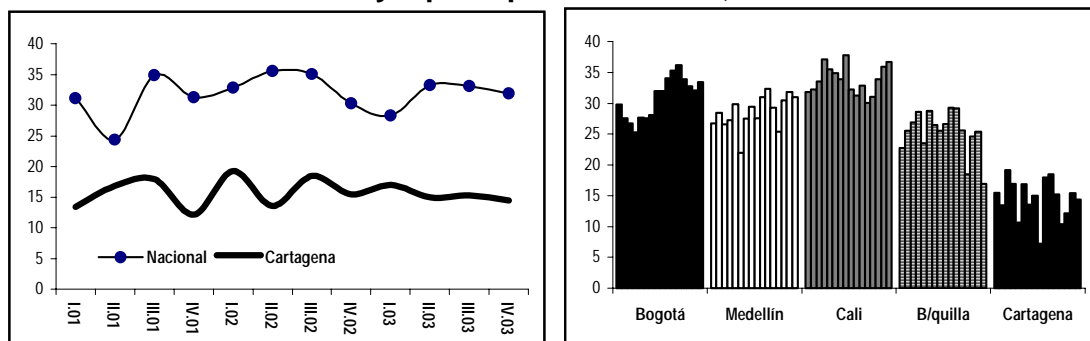 40
35
30
25
20
15
10
5
0
Nacional
Cartagena
I.01
II.01
III.01
IV.01
I.02
II.02
III.02
IV.02
I.03
II.03
III.03
IV.03
40
35
30
25
20
15
10
5
0
Bogotá
Medellín
Cali
B/quilla
Cartagena